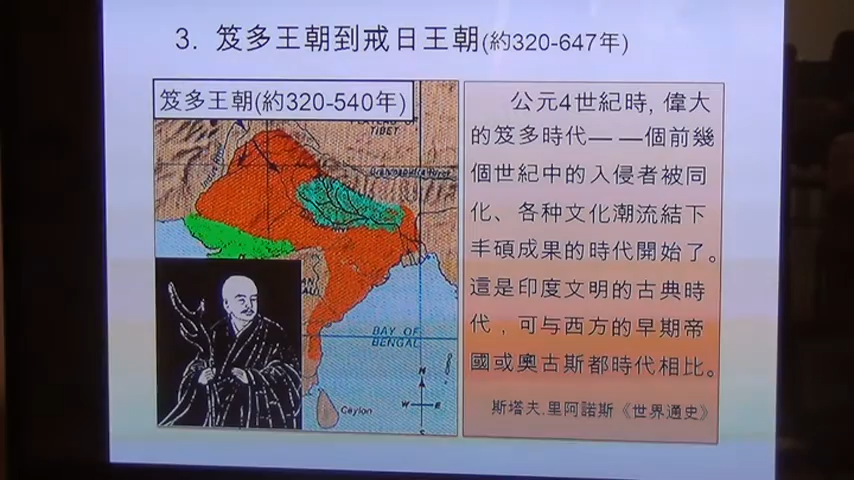 3. 笈多王朝到戒日王朝(約320-647年)
笈多王朝(約320-540年)
TIBET
Brahmaputra River
BAY OF
BENGAL
N
W E
Ceylon
公元4世紀時, 偉大
的笈多時代— —個前幾
個世紀中的入侵者被同
化、各种文化潮流結下
丰碩成果的時代開始了。
這是印度文明的古典時
代，可与西方的早期帝
國或奧古斯都時代相比。
斯塔夫.里阿諾斯《世界通史》